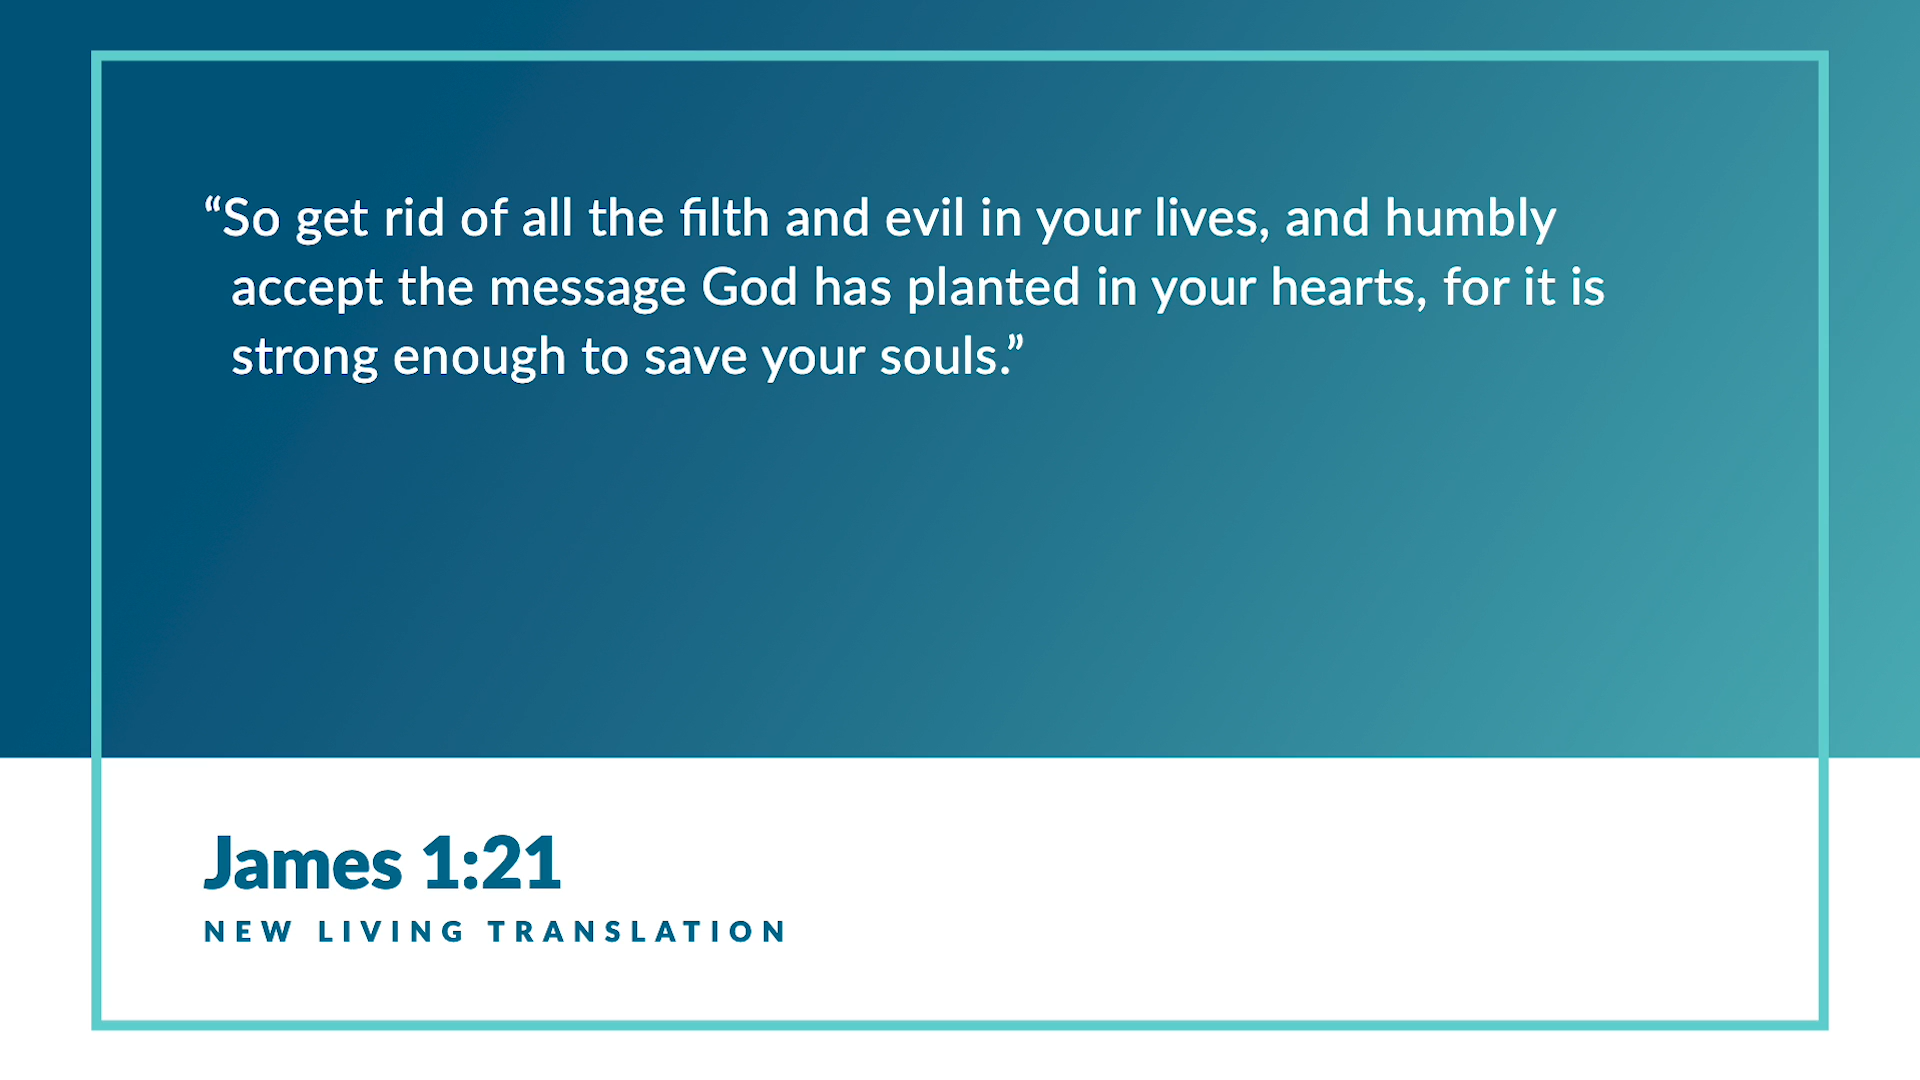 “So get rid of all the filth and evil in your lives, and humbly
accept the message God has planted in your hearts, for it is
strong enough to save your souls.”
James 1:21
NEW LIVING TRANSLATION